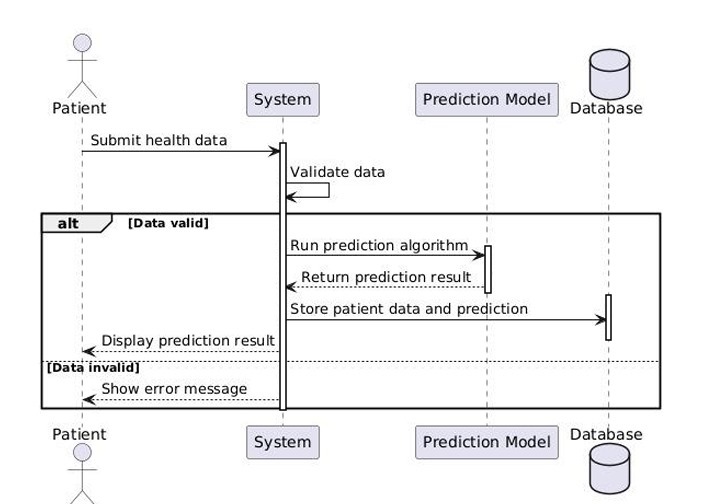 Patient
System
Prediction Model
Database
Submit health data
Validate data
alt
[Data valid]
Run prediction algorithm
Return prediction result
Store patient data and prediction
Display prediction result
[Data invalid]
Show error message
Patient
System
Prediction Model
Database